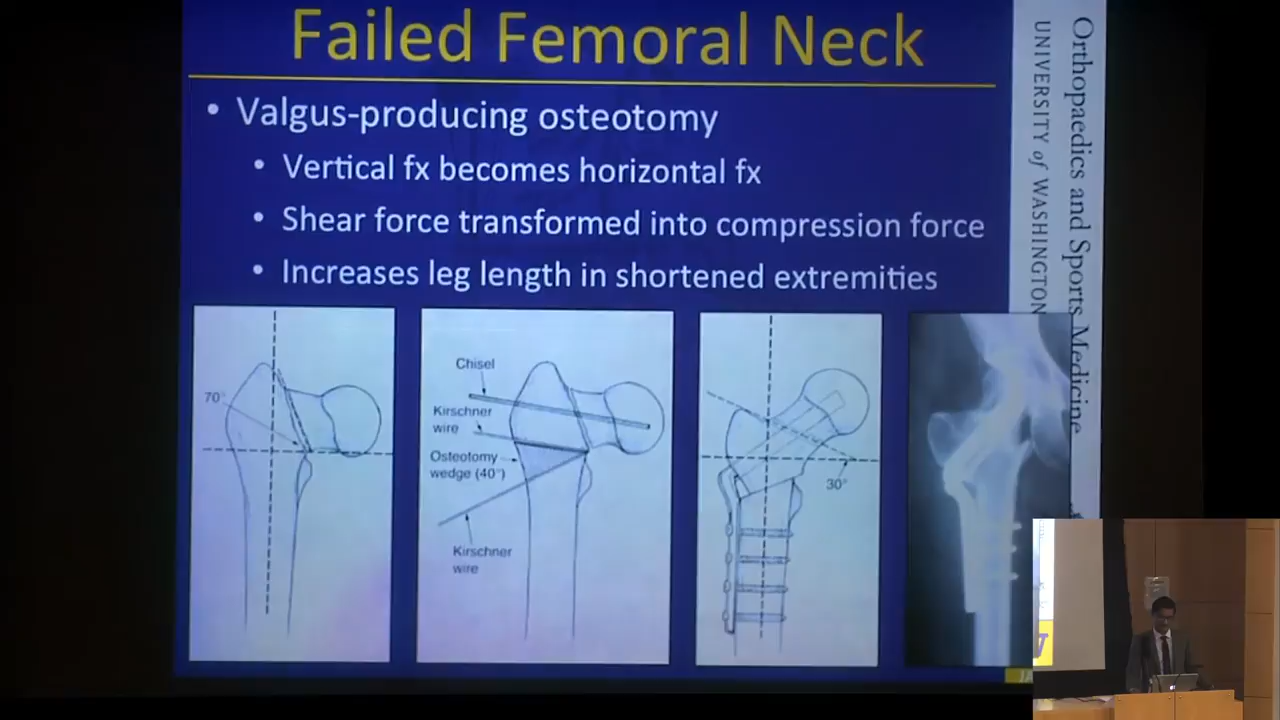 Failed Femoral Neck
• Valgus-producing osteotomy
• Vertical fx becomes horizontal fx
• Shear force transformed into compression force
• Increases leg length in shortened extremities
Orthopaedics and Sports Medicine
UNIVERSITY of WASHINGTON
70°
Chisel
Kirschner
wire
Osteotomy
wedge (40°)
Kirschner
wire
30°